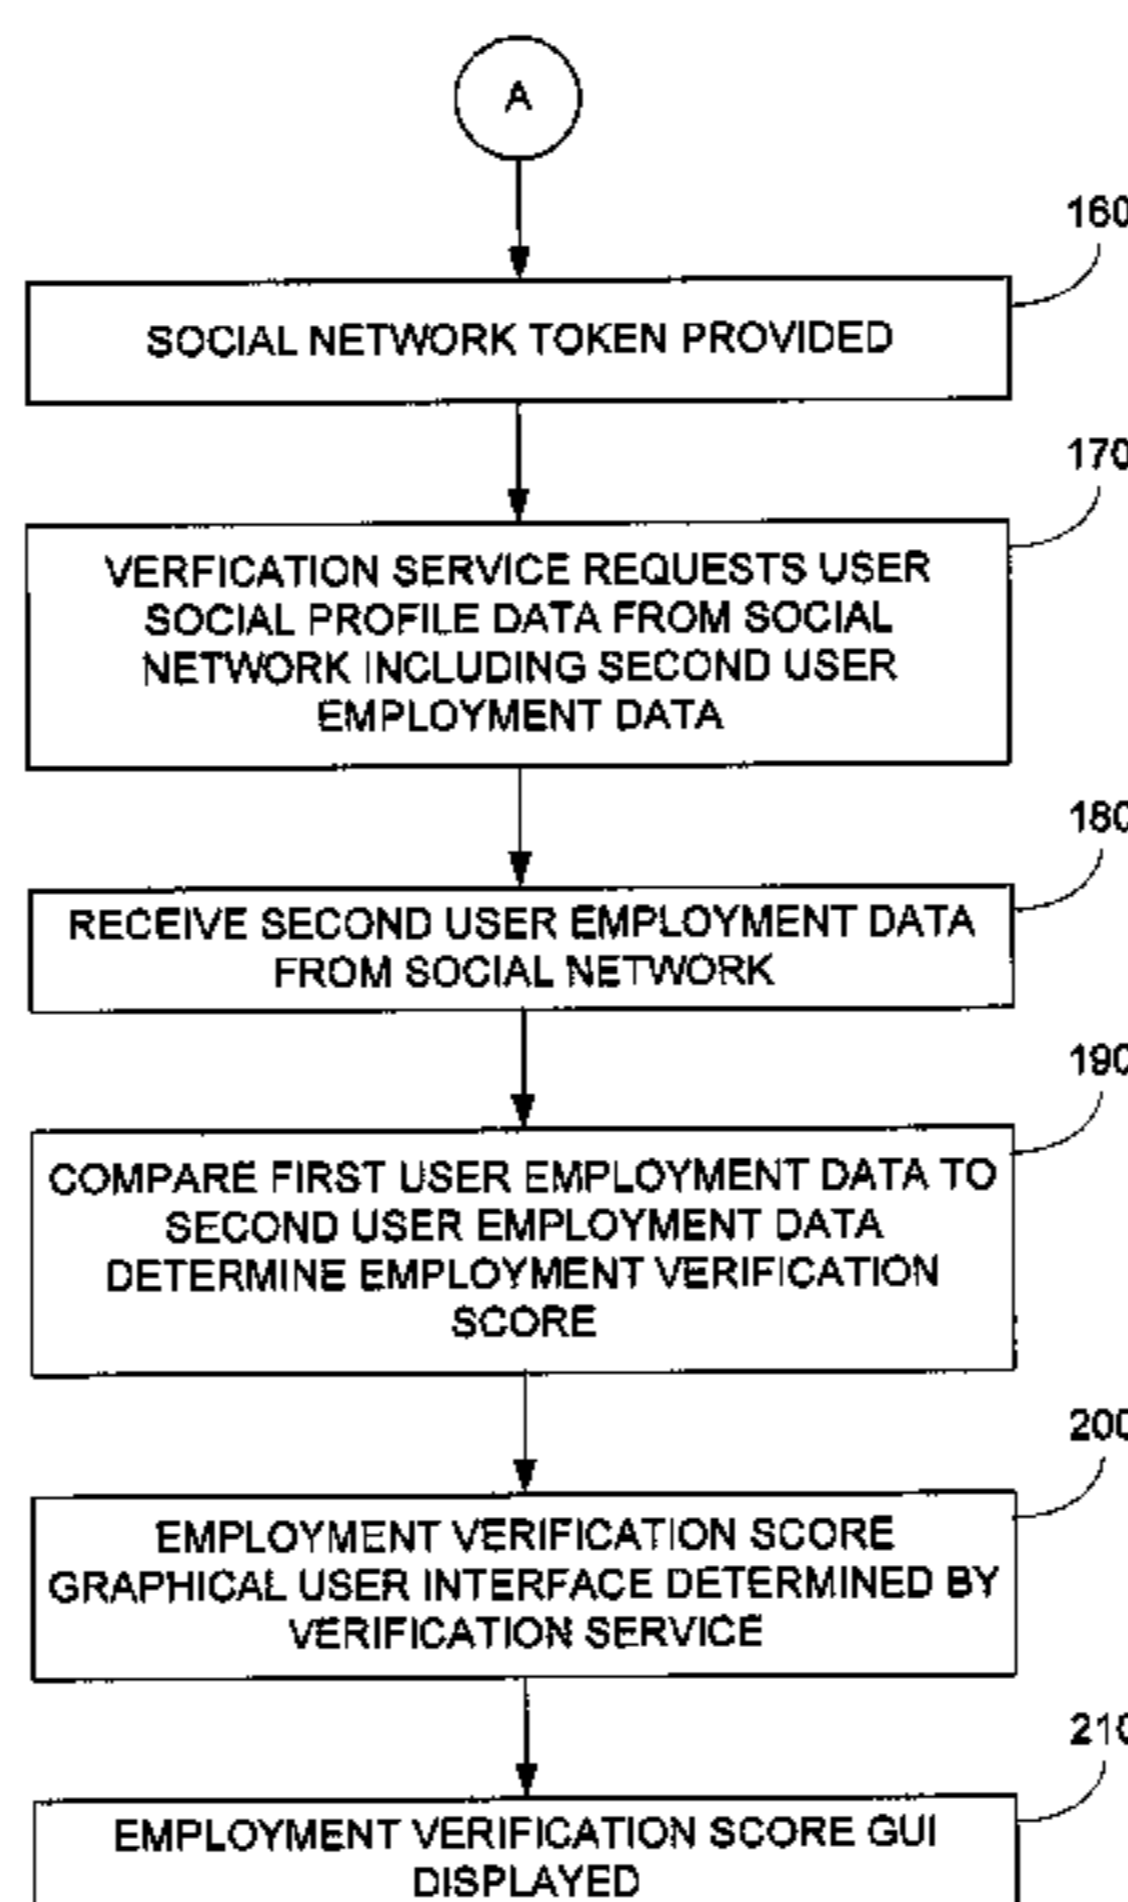 A
160
SOCIAL NETWORK TOKEN PROVIDED
170
VERFICATION SERVICE REQUESTS USER
SOCIAL PROFILE DATA FROM SOCIAL
NETWORK INCLUDING SECOND USER
EMPLOYMENT DATA
180
RECEIVE SECOND USER EMPLOYMENT DATA
FROM SOCIAL NETWORK
190
COMPARE FIRST USER EMPLOYMENT DATA TO
SECOND USER EMPLOYMENT DATA
DETERMINE EMPLOYMENT VERIFICATION
SCORE
200
EMPLOYMENT VERIFICATION SCORE
GRAPHICAL USER INTERFACE DETERMINED BY
VERIFICATION SERVICE
210
EMPLOYMENT VERIFICATION SCORE GUI
DISPLAYED